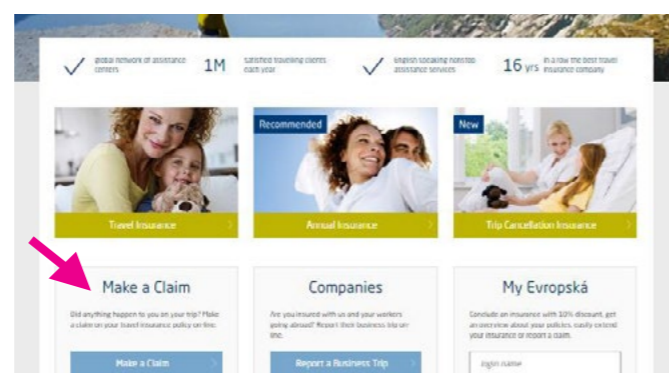 global network of assistance
centers
1M
satisfied traveling clients
each year
English speaking nonstop
assistance services
16 yrs
in a row the best travel
insurance company
Travel Insurance
Recommended
Annual Insurance
New
Trip Cancellation Insurance
Make a Claim
Did anything happen to you on your trip? Make
a claim on your travel insurance policy on-line.
Make a Claim
Companies
Are you insured with us and your workers
going abroad? Report their business trip on-
line.
Report a Business Trip
My Evropská
Conclude an insurance with 10% discount, get
an overview about your policies, easily extend
your insurance or report a claim.
login name